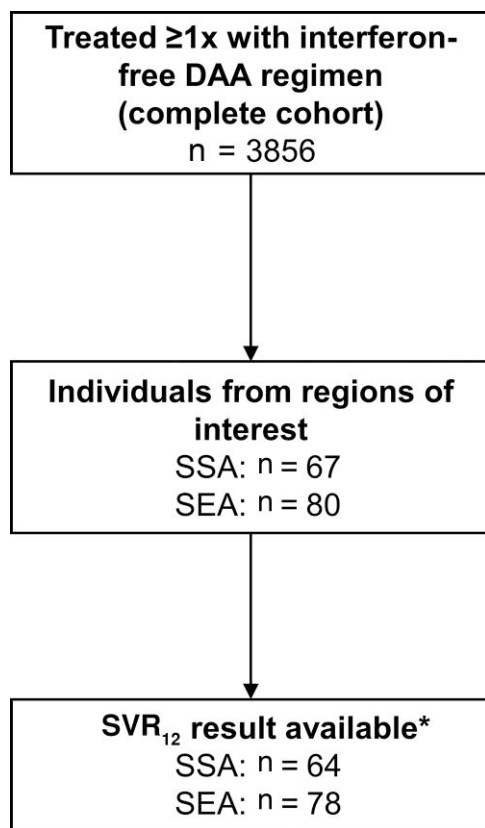 Treated ≥1x with interferon-
free DAA regimen
(complete cohort)
n = 3856
Individuals from regions of
interest
SSA: n = 67
SEA: n = 80
SVR₁₂ result available*
SSA: n = 64
SEA: n = 78